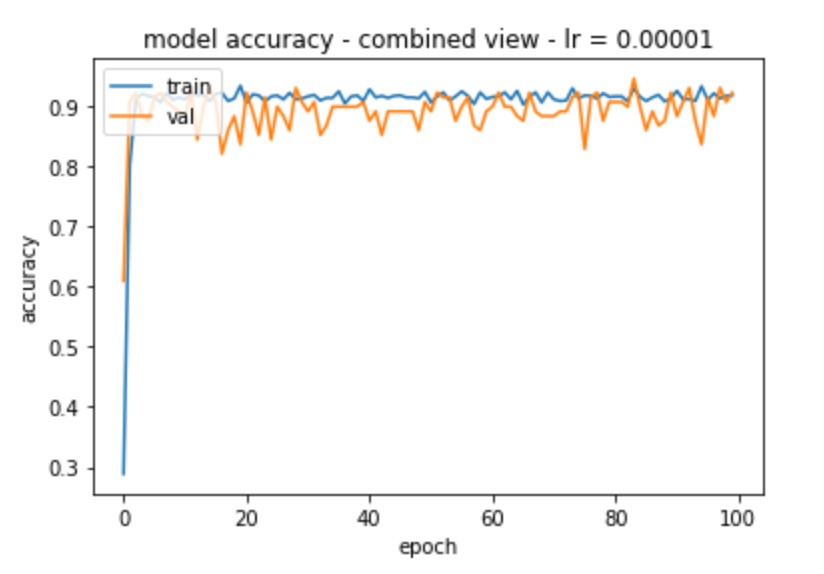 model accuracy - combined view - lr = 0.00001
train
val
0.9
0.8
0.7
0.6
0.5
0.4
0.3
accuracy
0 20 40 60 80 100
epoch